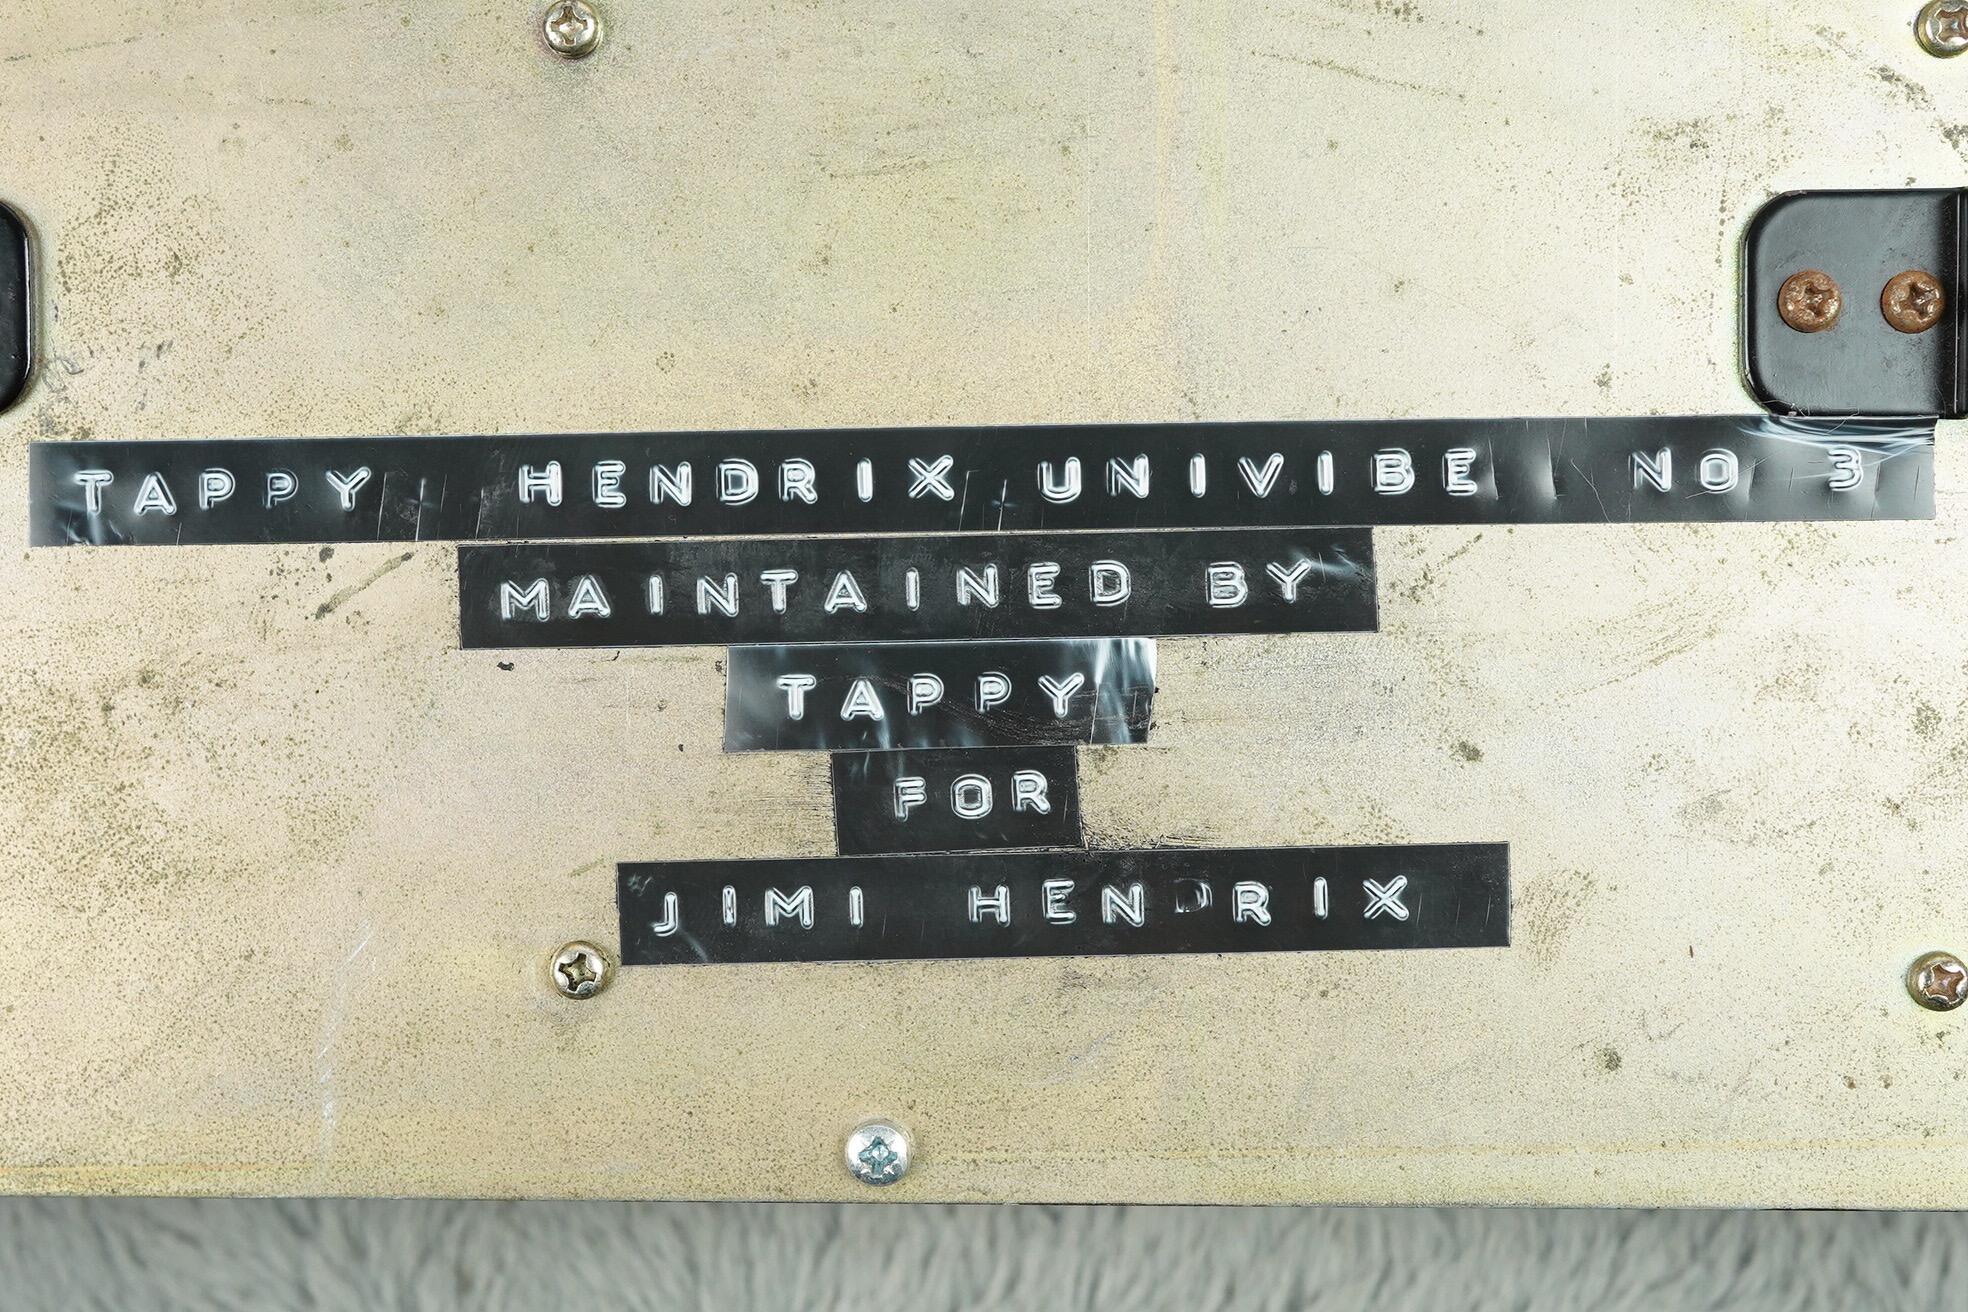 TAPPY HENDRIX UNIVIBE NO 3
MAINTAINED BY
TAPPY
FOR
JIMI HENDRIX